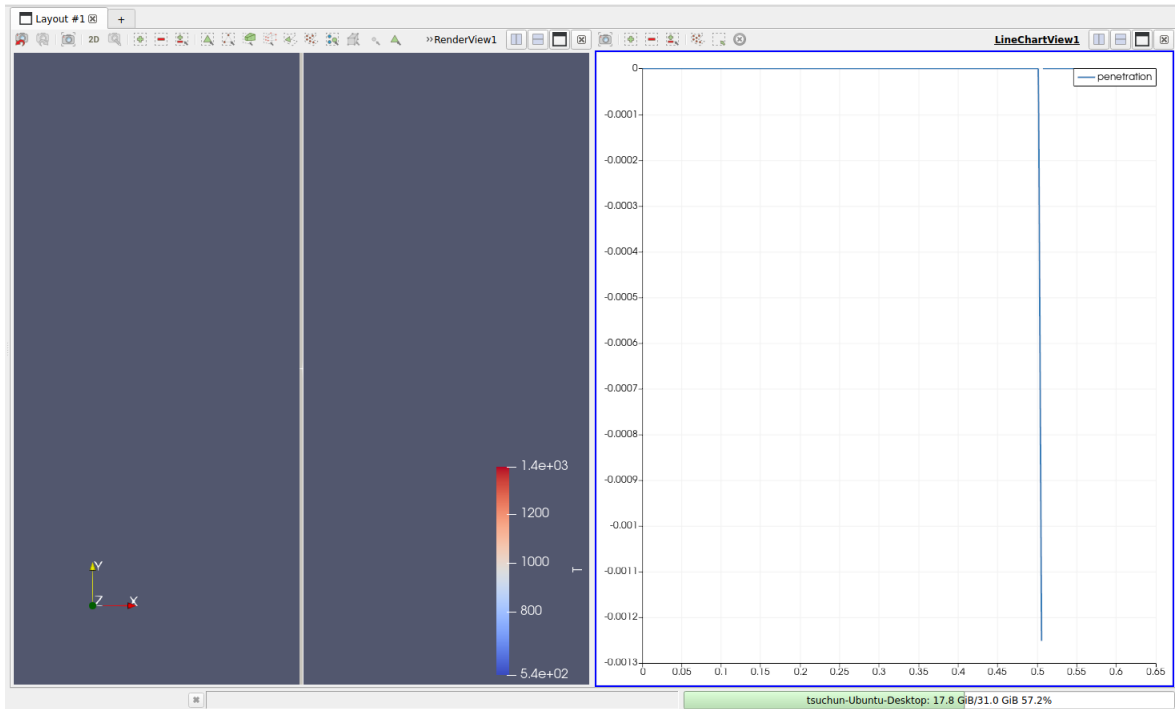 Layout #1
+
2D
»RenderView1
LineChartView1
1.4e+03
1200
1000
800
5.4e+02
T
Y
Z
X
penetration
0
-0.0001
-0.0002
-0.0003
-0.0004
-0.0005
-0.0006
-0.0007
-0.0008
-0.0009
-0.001
-0.0011
-0.0012
-0.0013
0 0.05 0.1 0.15 0.2 0.25 0.3 0.35 0.4 0.45 0.5 0.55 0.6 0.65
tsuchun-Ubuntu-Desktop: 17.8 GiB/31.0 GiB 57.2%